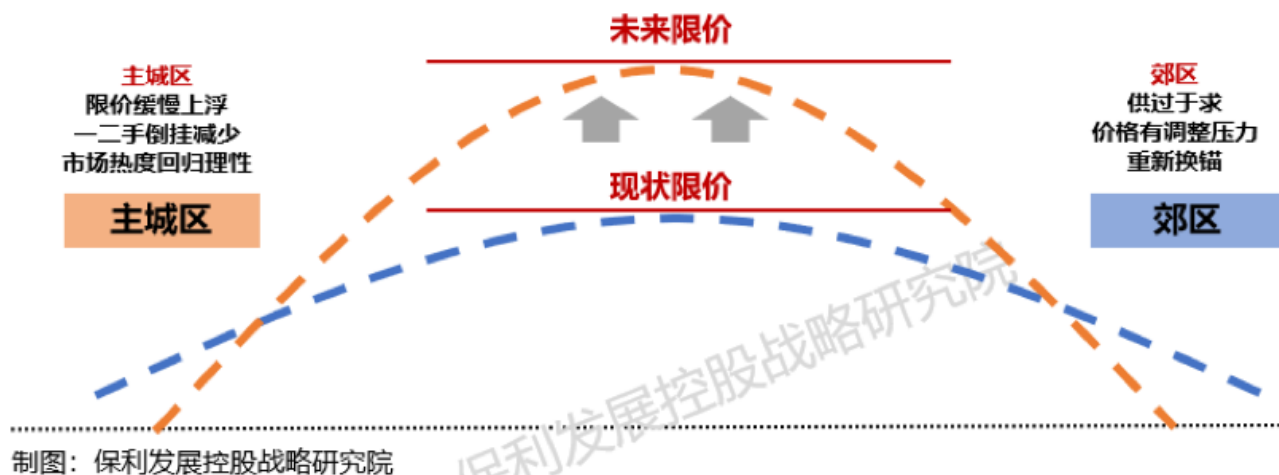 未来限价
主城区
限价缓慢上浮
一二手倒挂减少
市场热度回归理性
主城区
郊区
供过于求
价格有调整压力
重新换锚
郊区
现状限价
保利发展控股战略研究院
制图：保利发展控股战略研究院